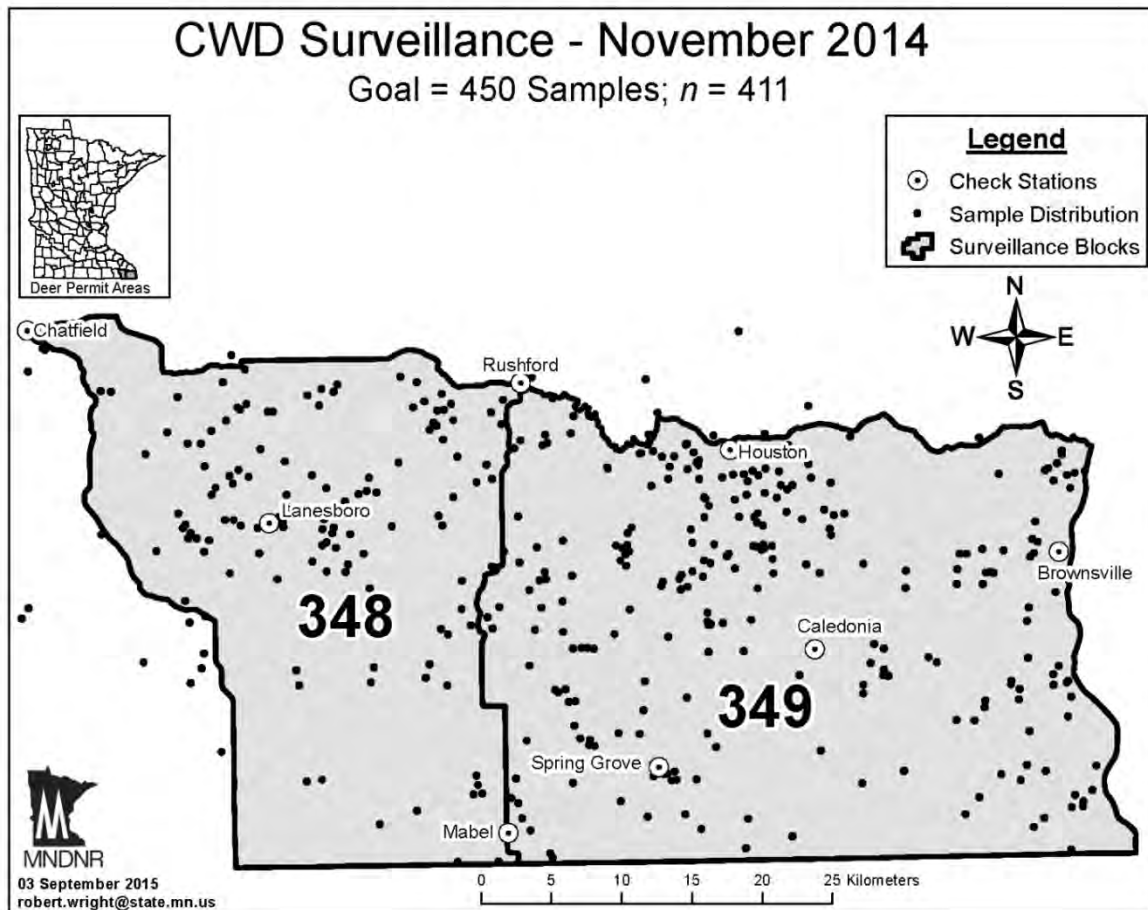 CWD Surveillance - November 2014
Goal = 450 Samples; n = 411
Deer Permit Areas
Legend
Check Stations
Sample Distribution
Surveillance Blocks
N
W E
S
Chatfield
Rushford
Houston
Lanesboro
Brownsville
348
Caledonia
349
Spring Grove
Mabel
M
MNDNR
03 September 2015
robert.wright@state.mn.us
0 5 10 15 20 25 Kilometers